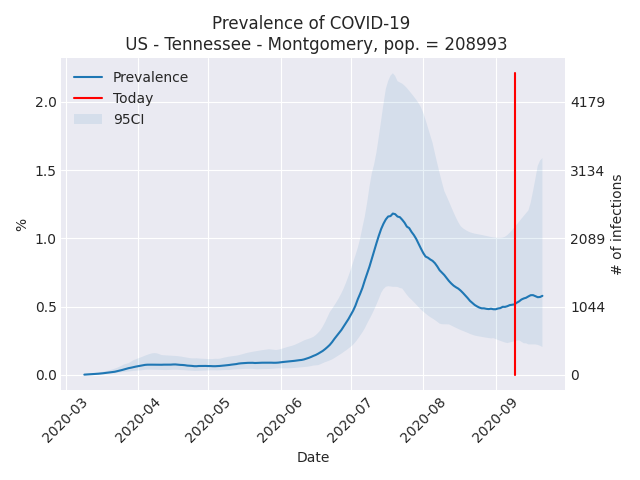 Prevalence of COVID-19
US - Tennessee - Montgomery, pop. = 208993
Prevalence
Today
95CI
2.0
1.5
1.0
0.5
0.0
%
4179
3134
2089
1044
0
# of infections
2020-03
2020-04
2020-05
2020-06
2020-07
2020-08
2020-09
Date